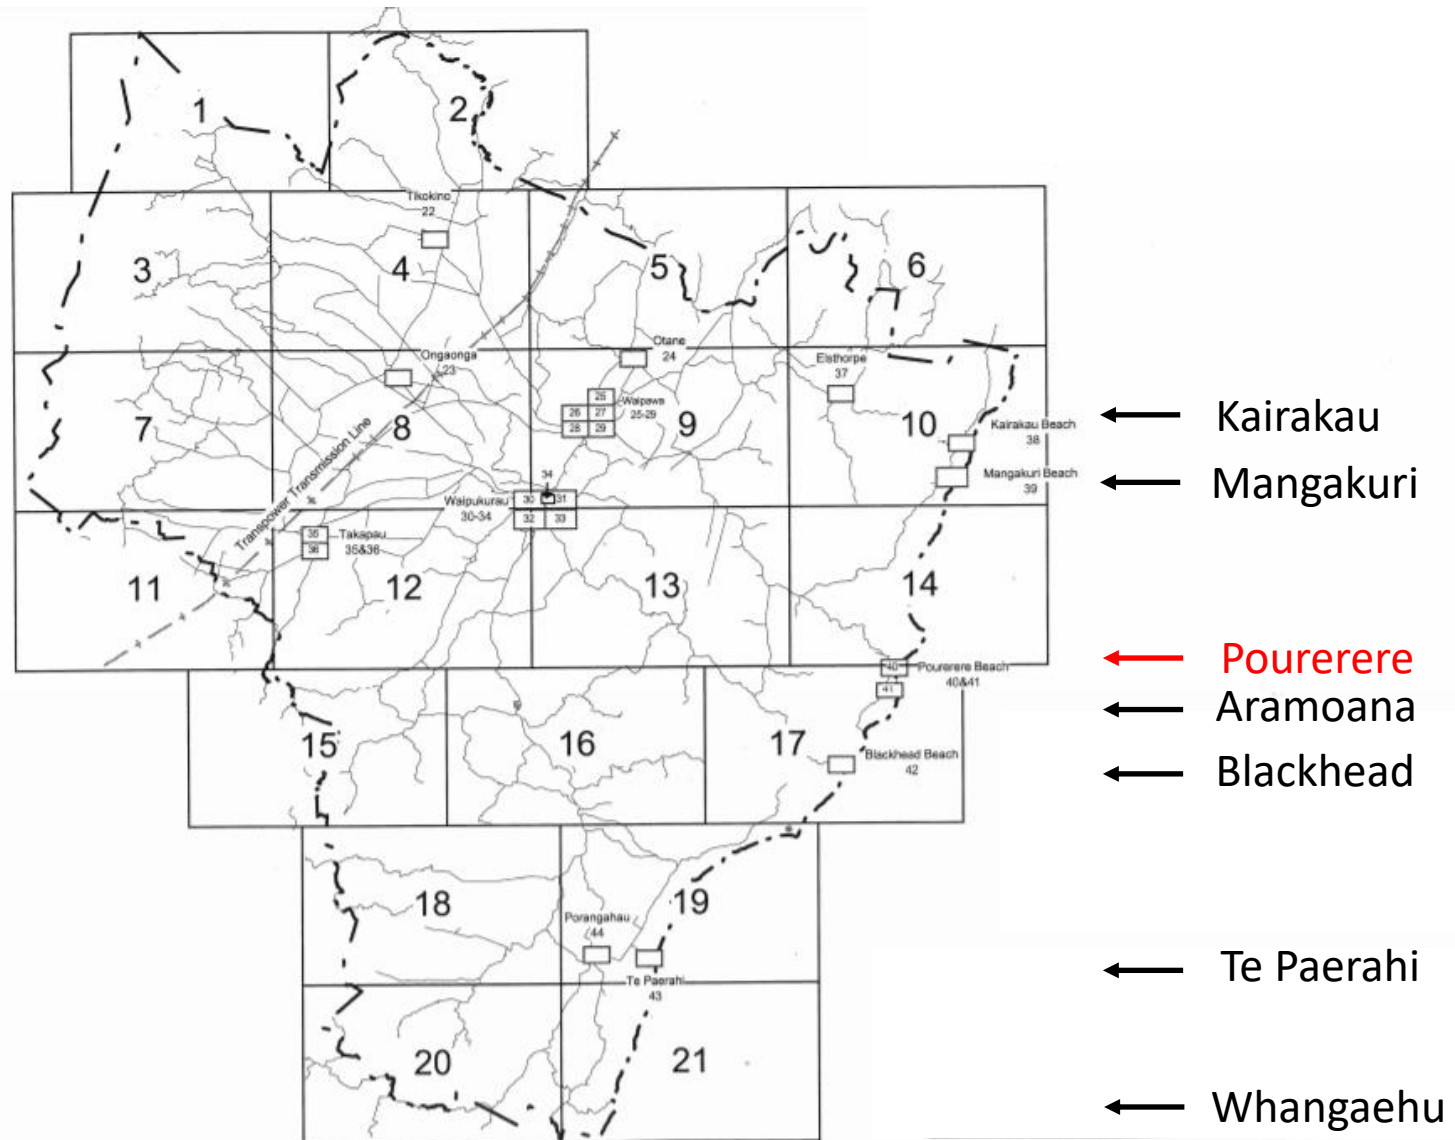 1
2
Tikokino
22
3
4
5
6
Ongaonga
23
Otane
24
Elsthorpe
37
7
8
25
26 27
28 29
Waipawa
25-29
9
10
Kairakau Beach
38
Mangakuri Beach
39
Transpower Transmission Line
34
30 31
32 33
Waipukurau
30-34
35
36
Takapau
35&36
11
12
13
14
40
41
Pourerere Beach
40&41
15
16
17
Blackhead Beach
42
18
19
Porangahau
44
Te Paerahi
43
20
21
Kairakau
Mangakuri
Pourerere
Aramoana
Blackhead
Te Paerahi
Whangaehu